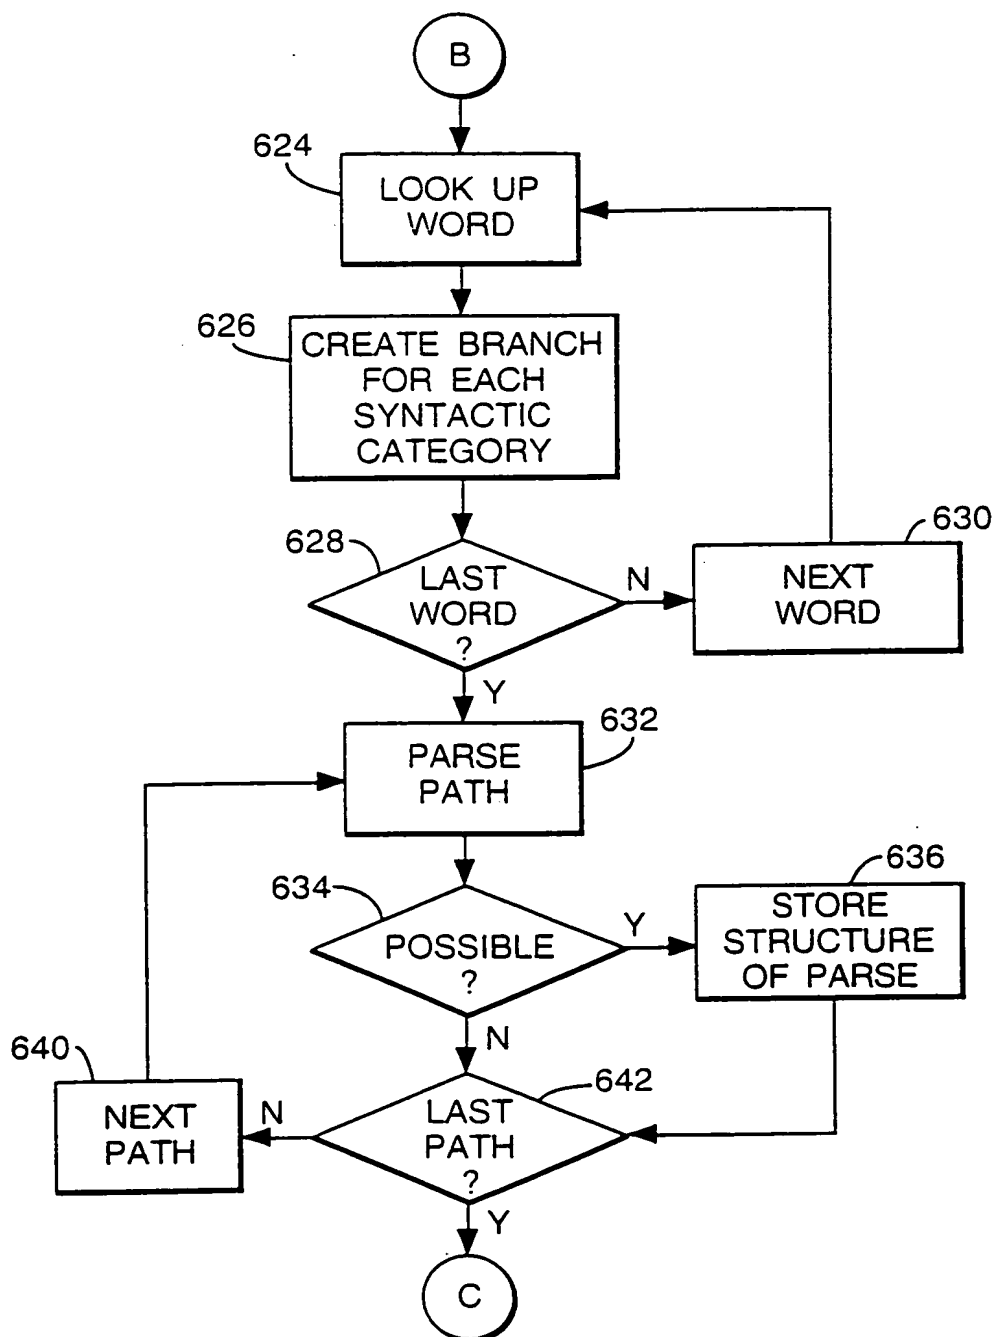 B
624
LOOK UP
WORD
626
CREATE BRANCH
FOR EACH
SYNTACTIC
CATEGORY
628
LAST
WORD
?
N
630
NEXT
WORD
Y
632
PARSE
PATH
634
POSSIBLE
?
Y
636
STORE
STRUCTURE
OF PARSE
N
640
NEXT
PATH
N
642
LAST
PATH
?
Y
C